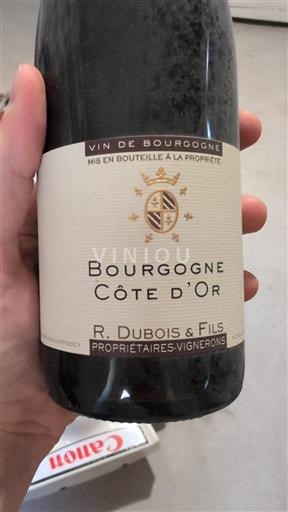 VIN DE BOURGOGNE
MIS EN BOUTEILLE À LA PROPRIÉTÉ
VINIOU
BOURGOGNE
CÔTE D'OR
R. DUBOIS & FILS
PROPRIÉTAIRES-VIGNERONS
Canon